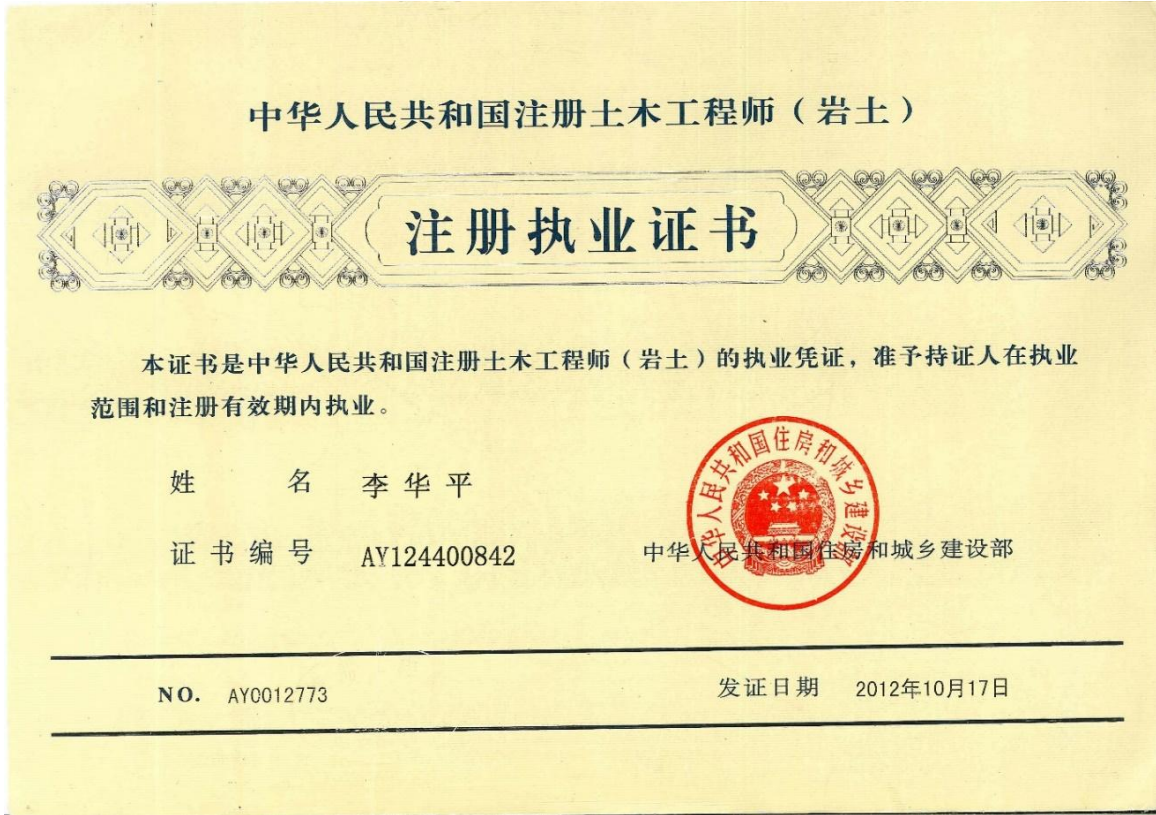 中华人民共和国注册土木工程师（岩土）
注册执业证书
本证书是中华人民共和国注册土木工程师（岩土）的执业凭证，准予持证人在执业
范围和注册有效期内执业。
姓 名 李华平
证书编号 AY124400842
中华人民共和国住房和城乡建设部
中华人民共和国住房和城乡建设部
NO. AY0012773
发证日期 2012年10月17日